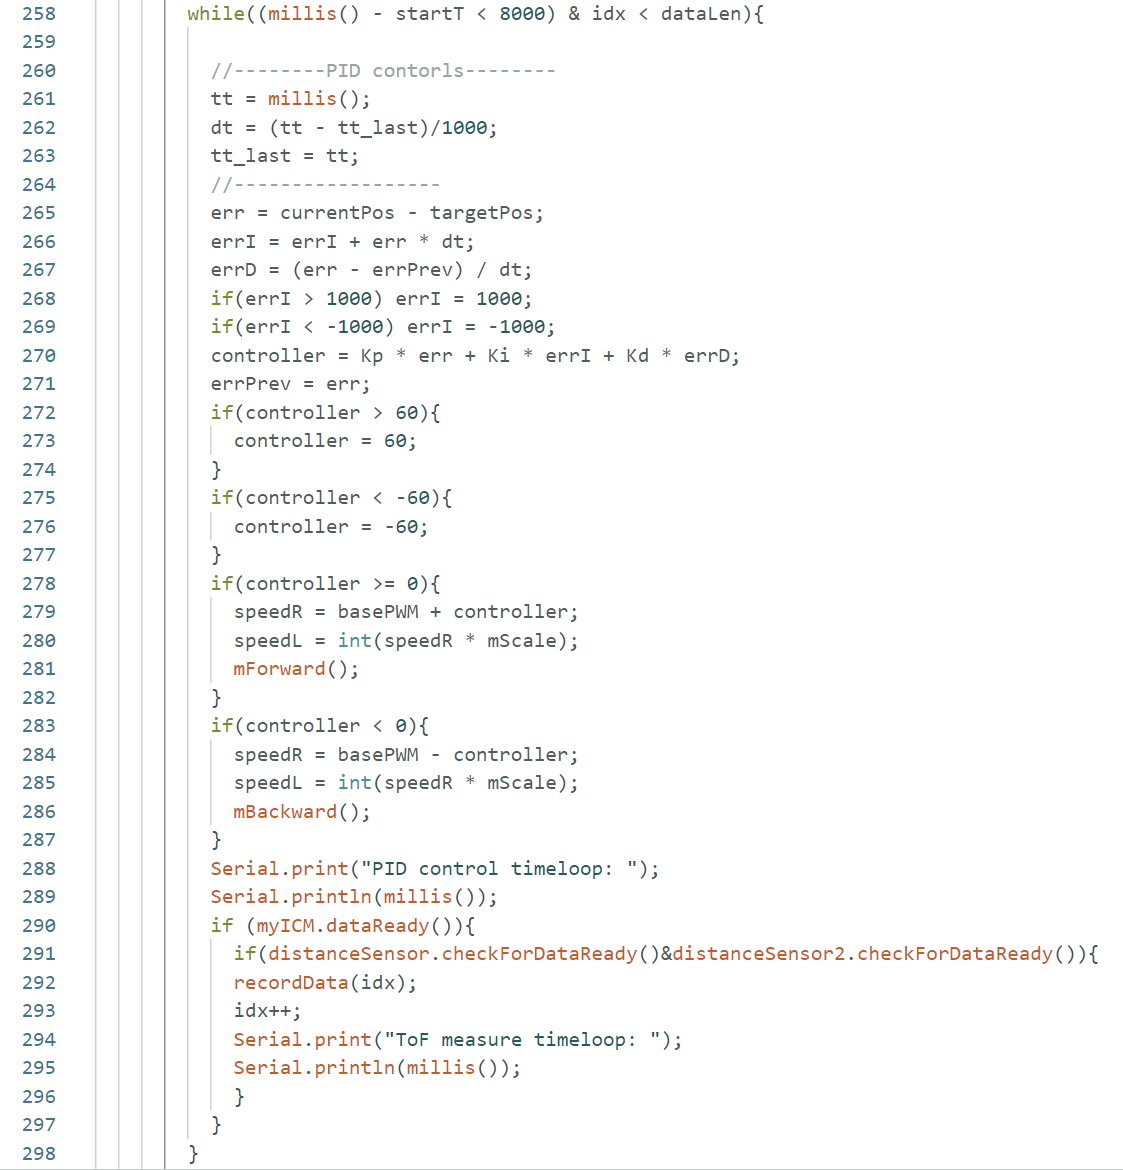 258 while((millis() - startT < 8000) & idx < dataLen){
259
260 //--------PID contorls--------
261 tt = millis();
262 dt = (tt - tt_last)/1000;
263 tt_last = tt;
264 //------------------
265 err = currentPos - targetPos;
266 errI = errI + err * dt;
267 errD = (err - errPrev) / dt;
268 if(errI > 1000) errI = 1000;
269 if(errI < -1000) errI = -1000;
270 controller = Kp * err + Ki * errI + Kd * errD;
271 errPrev = err;
272 if(controller > 60){
273 controller = 60;
274 }
275 if(controller < -60){
276 controller = -60;
277 }
278 if(controller >= 0){
279 speedR = basePWM + controller;
280 speedL = int(speedR * mScale);
281 mForward();
282 }
283 if(controller < 0){
284 speedR = basePWM - controller;
285 speedL = int(speedR * mScale);
286 mBackward();
287 }
288 Serial.print("PID control timeloop: ");
289 Serial.println(millis());
290 if (myICM.dataReady()){
291 if(distanceSensor.checkForDataReady()&distanceSensor2.checkForDataReady()){
292 recordData(idx);
293 idx++;
294 Serial.print("ToF measure timeloop: ");
295 Serial.println(millis());
296 }
297 }
298 }